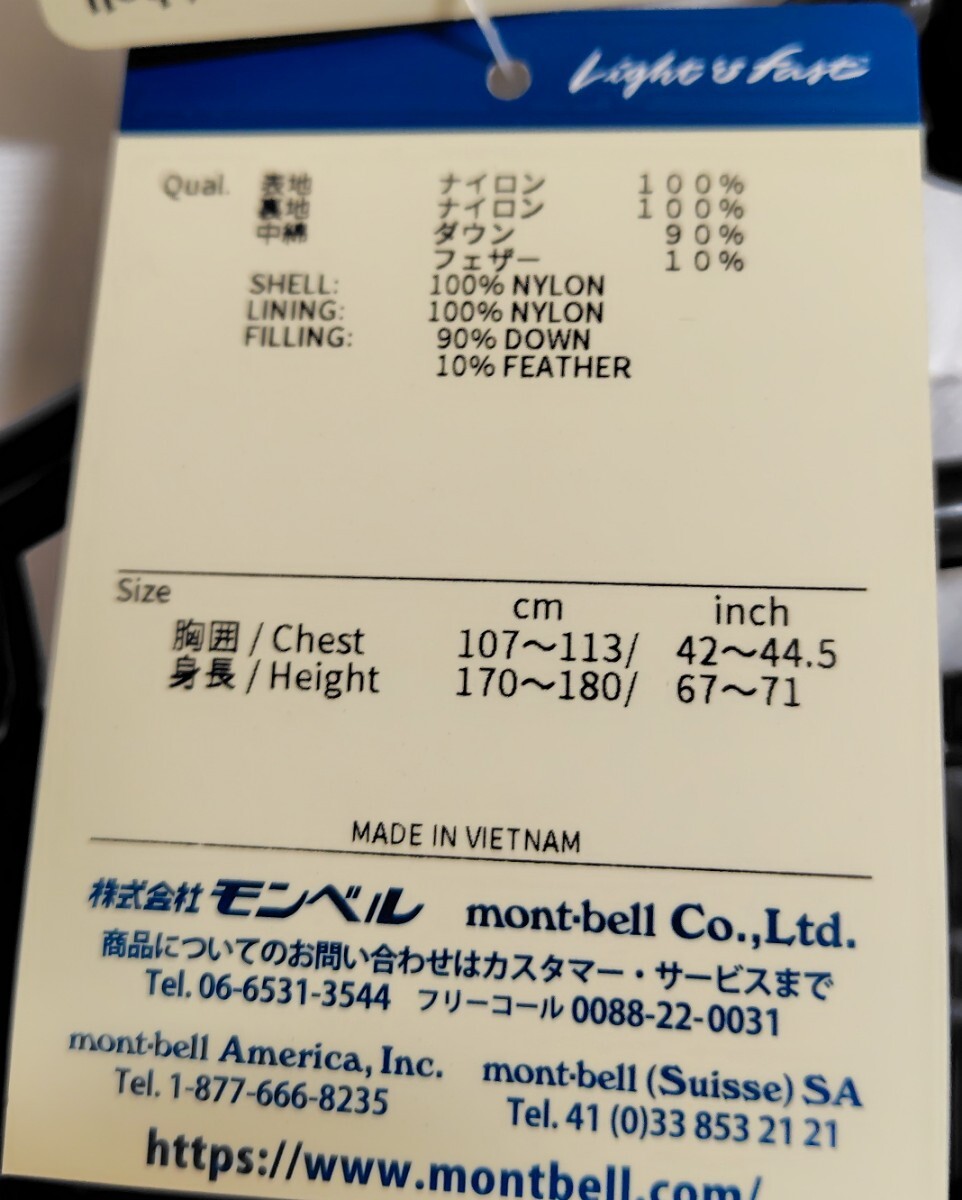 Light & Fast
Qual. 表地 ナイロン 100%
裏地 ナイロン 100%
中綿 ダウン 90%
フェザー 10%
SHELL: 100% NYLON
LINING: 100% NYLON
FILLING: 90% DOWN
10% FEATHER
Size cm inch
胸囲 / Chest 107〜113/ 42〜44.5
身長 / Height 170〜180/ 67〜71
MADE IN VIETNAM
株式会社 モンベル mont-bell Co.,Ltd.
商品についてのお問い合わせはカスタマー・サービスまで
Tel. 06-6531-3544 フリーコール 0088-22-0031
mont-bell America, Inc. mont-bell (Suisse) SA
Tel. 1-877-666-8235 Tel. 41 (0)33 853 21 21
https://www.montbell.com/